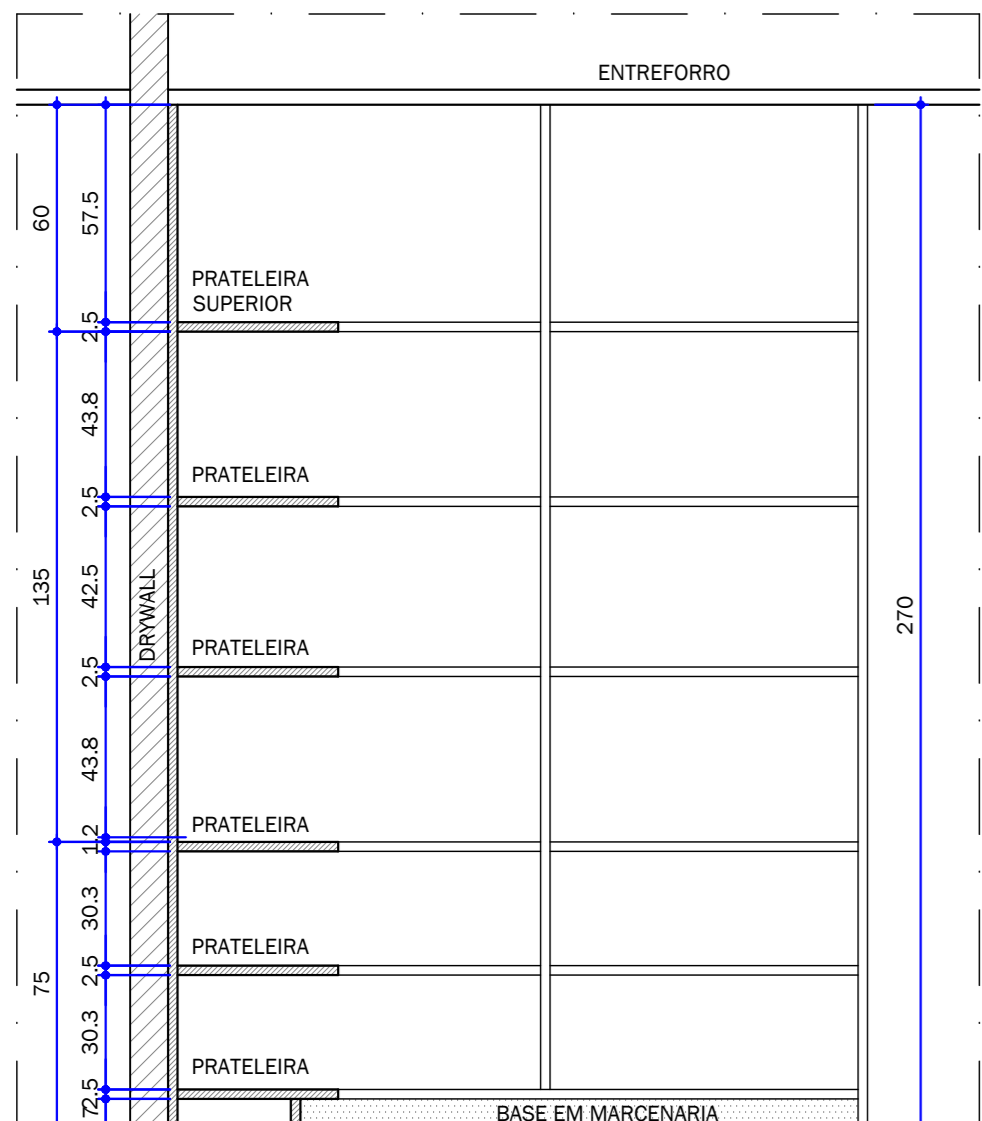 ENTREFORRO
60
57.5
PRATELEIRA
SUPERIOR
2.5
43.8
PRATELEIRA
2.5
135
42.5
DRYWALL
270
PRATELEIRA
2.5
43.8
PRATELEIRA
1.2
30.3
PRATELEIRA
2.5
75
30.3
PRATELEIRA
2.5
7
BASE EM MARCENARIA